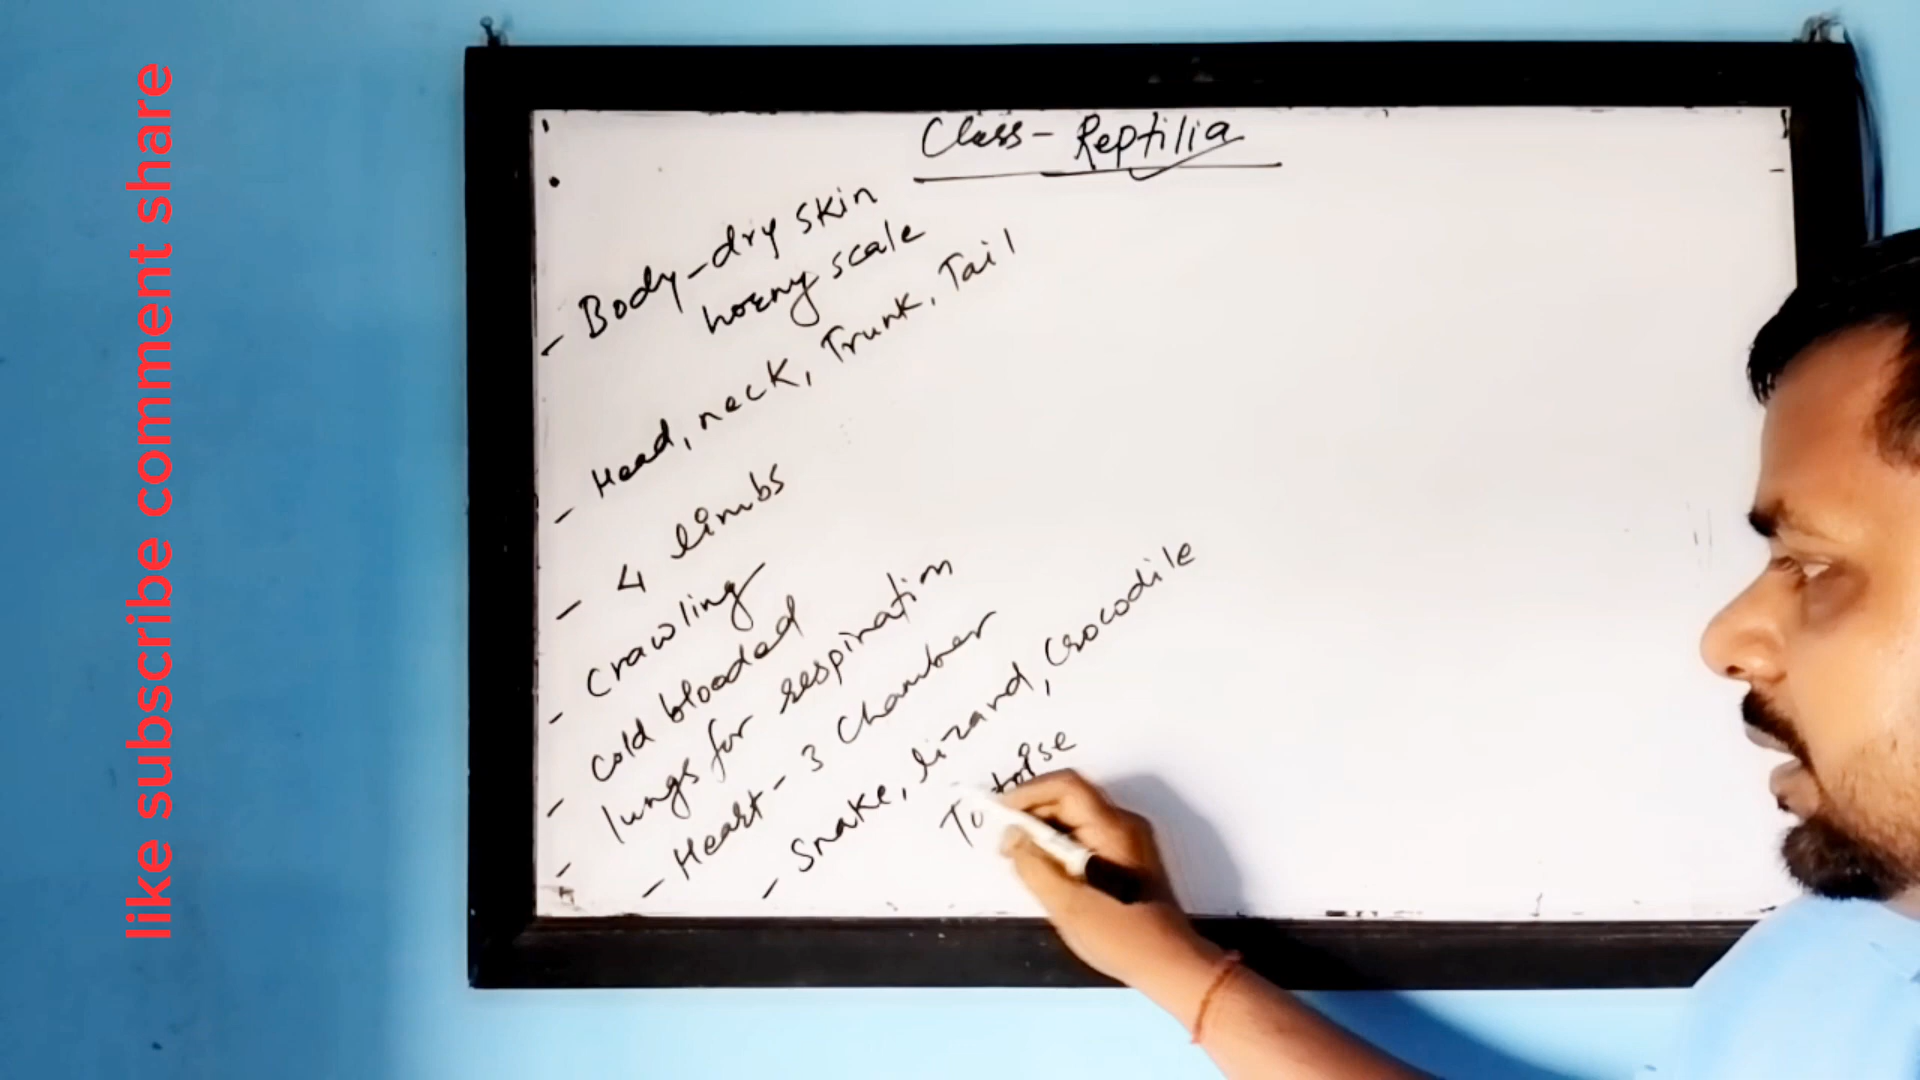 like subscribe comment share
Class - Reptilia
- Body - dry skin
horny scale
- Head, neck, Trunk, Tail
- 4 limbs
- crawling
- cold blooded
- lungs for respiration
- Heart - 3 Chamber
- Snake, lizard, Crocodile
Tortoise